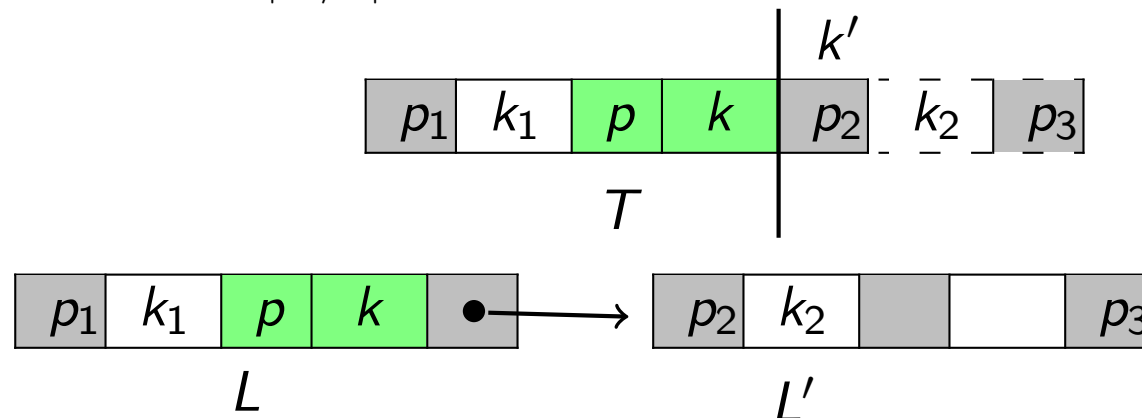 k′
p₁ k₁ p k p₂ k₂ p₃
T
p₁ k₁ p k p₂ k₂ p₃
L L′